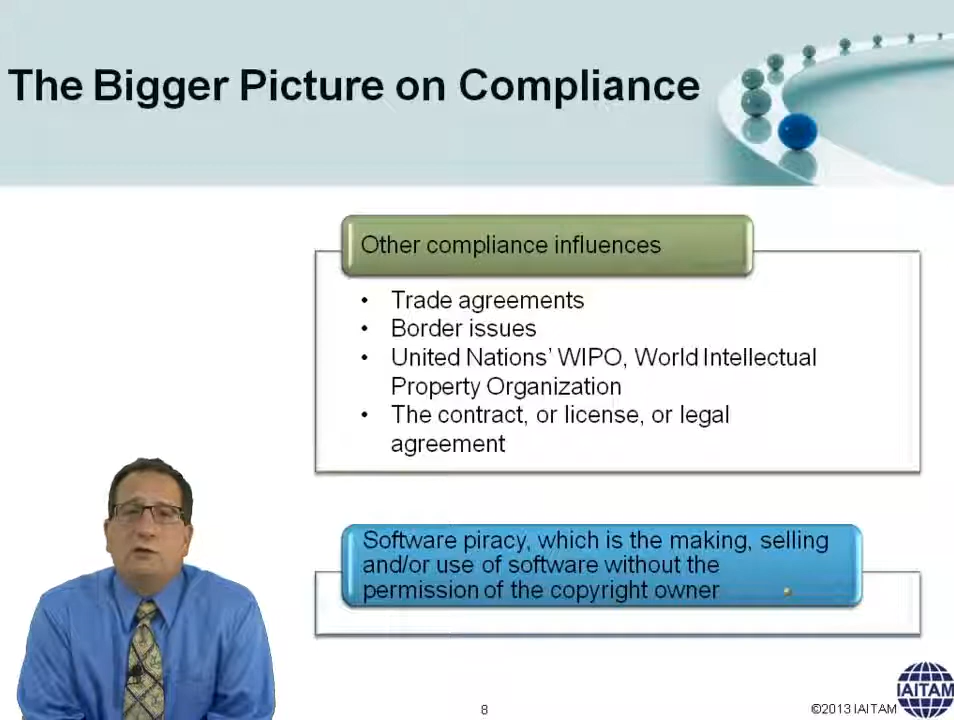 The Bigger Picture on Compliance
Other compliance influences
• Trade agreements
• Border issues
• United Nations’ WIPO, World Intellectual
Property Organization
• The contract, or license, or legal
agreement
Software piracy, which is the making, selling
and/or use of software without the
permission of the copyright owner
8
©2013 IAITAM
IAITAM